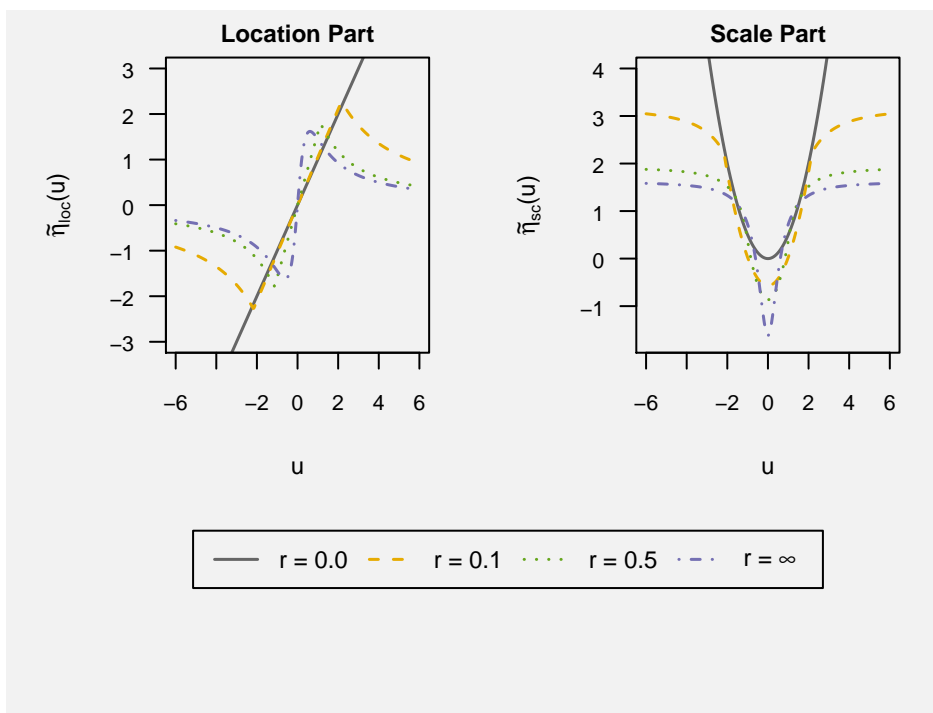 Location Part
η̃loc(u)
3
2
1
0
−1
−2
−3
−6 −2 0 2 4 6
u
Scale Part
η̃sc(u)
4
3
2
1
0
−1
−6 −2 0 2 4 6
u
r = 0.0 r = 0.1 r = 0.5 r = ∞